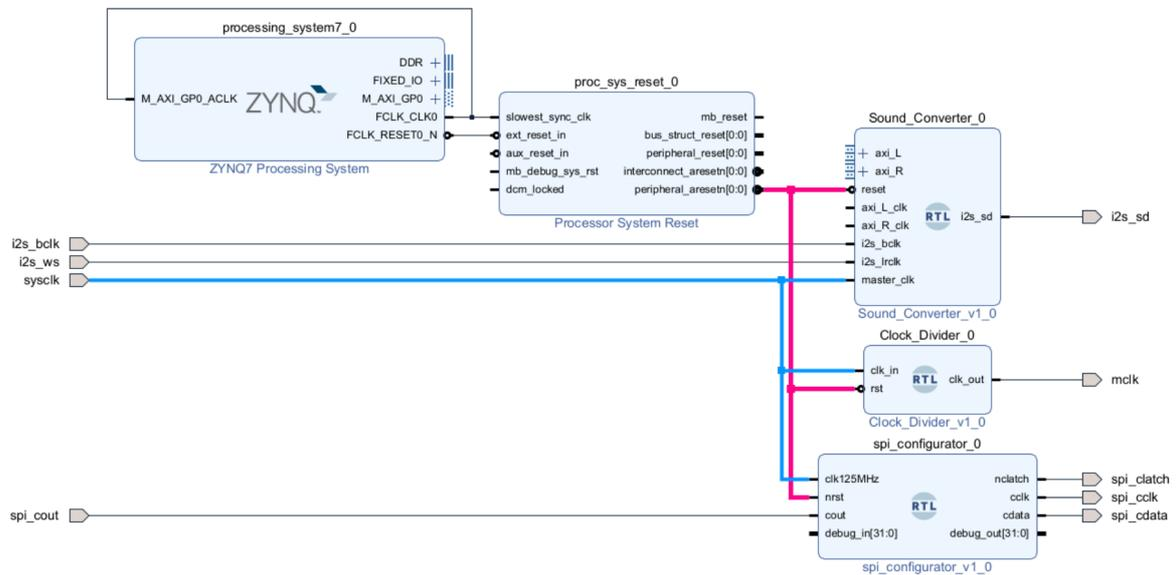 processing_system7_0
DDR
FIXED_IO
M_AXI_GP0_ACLK
ZYNQ
M_AXI_GP0
FCLK_CLK0
FCLK_RESET0_N
ZYNQ7 Processing System
proc_sys_reset_0
slowest_sync_clk
mb_reset
ext_reset_in
bus_struct_reset[0:0]
aux_reset_in
peripheral_reset[0:0]
mb_debug_sys_rst
interconnect_aresetn[0:0]
dcm_locked
peripheral_aresetn[0:0]
Processor System Reset
Sound_Converter_0
axi_L
axi_R
reset
axi_L_clk
RTL
i2s_sd
i2s_sd
axi_R_clk
i2s_bclk
i2s_bclk
i2s_ws
i2s_lrclk
sysclk
master_clk
Sound_Converter_v1_0
Clock_Divider_0
clk_in
RTL
clk_out
mclk
rst
Clock_Divider_v1_0
spi_configurator_0
clk125MHz
nclatch
spi_clatch
nrst
RTL
cclk
spi_cclk
spi_cout
cout
cdata
spi_cdata
debug_in[31:0]
debug_out[31:0]
spi_configurator_v1_0